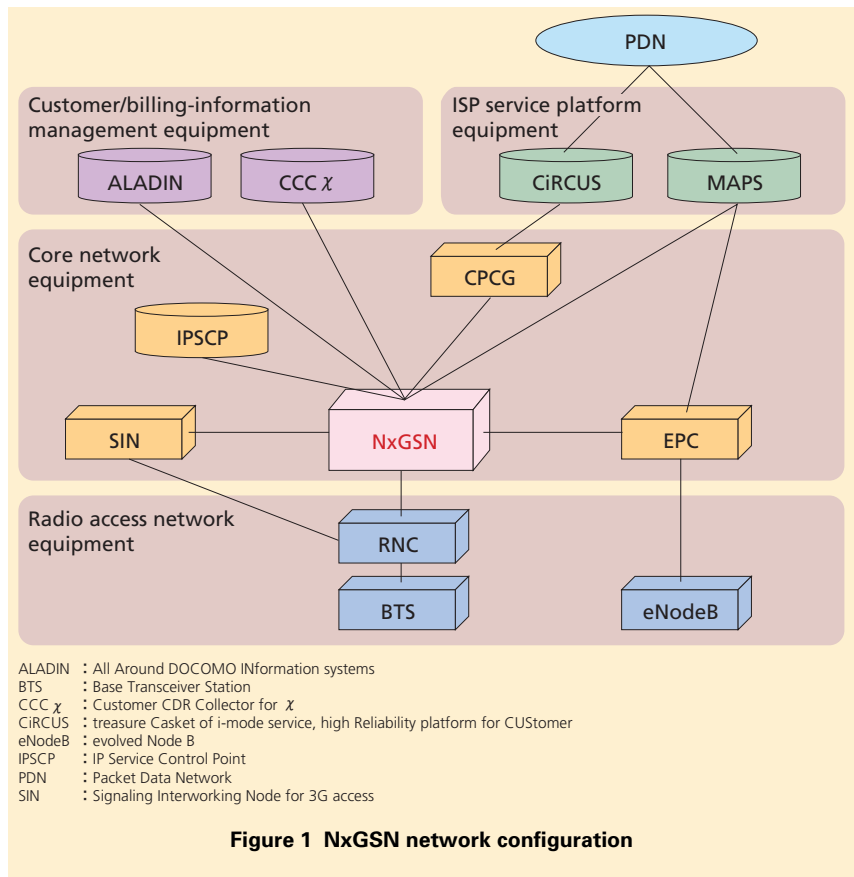 PDN
Customer/billing-information
management equipment
ISP service platform
equipment
ALADIN
CCC χ
CiRCUS
MAPS
Core network
equipment
CPCG
IPSCP
SIN
NxGSN
EPC
Radio access network
equipment
RNC
BTS
eNodeB
ALADIN : All Around DOCOMO INformation systems
BTS : Base Transceiver Station
CCC χ : Customer CDR Collector for χ
CiRCUS : treasure Casket of i-mode service, high Reliability platform for CUStomer
eNodeB : evolved Node B
IPSCP : IP Service Control Point
PDN : Packet Data Network
SIN : Signaling Interworking Node for 3G access
Figure 1 NxGSN network configuration